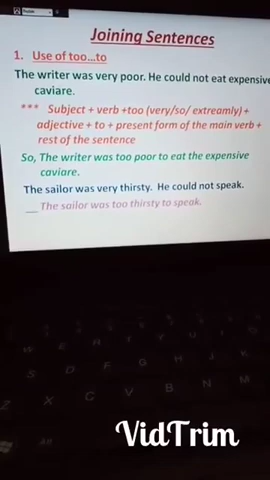 Joining Sentences
1. Use of too...to
The writer was very poor. He could not eat expensive
caviare.
*** Subject + verb +too (very/so/ extreamly) +
adjective + to + present form of the main verb +
rest of the sentence
So, The writer was too poor to eat the expensive
caviare.
The sailor was very thirsty. He could not speak.
__ The sailor was too thirsty to speak.
E R T Y U
S D F G H J K
Z X C V B N M
VidTrim